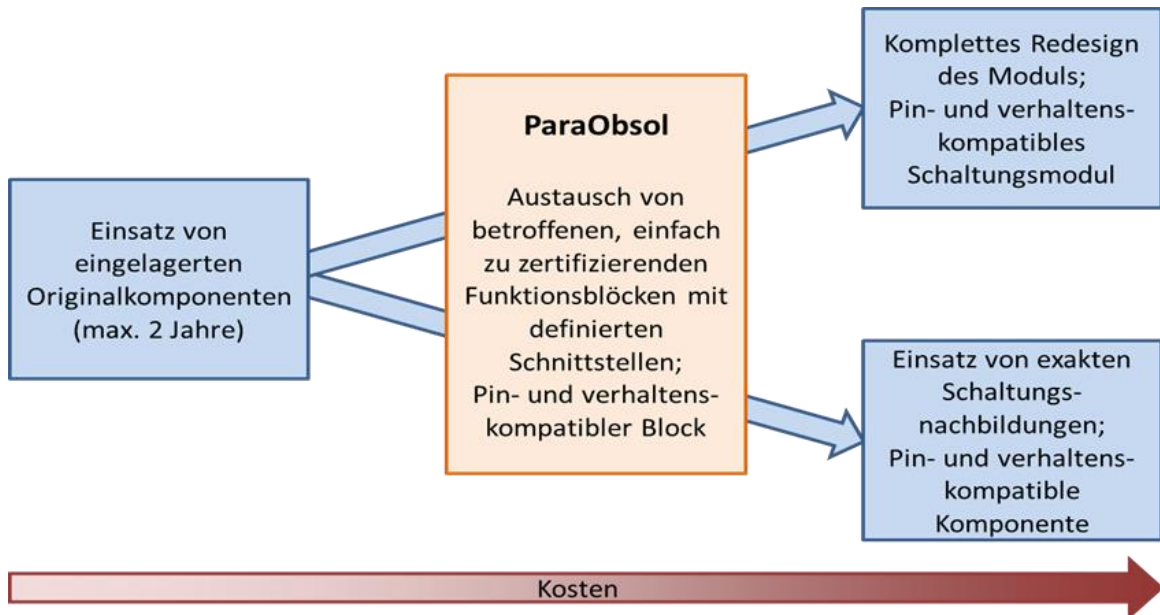 Einsatz von
eingelagerten
Originalkomponenten
(max. 2 Jahre)
ParaObsol
Austausch von
betroffenen, einfach
zu zertifizierenden
Funktionsblöcken mit
definierten
Schnittstellen;
Pin- und verhaltens-
kompatibler Block
Komplettes Redesign
des Moduls;
Pin- und verhaltens-
kompatibles
Schaltungsmodul
Einsatz von exakten
Schaltungs-
nachbildungen;
Pin- und verhaltens-
kompatible
Komponente
Kosten